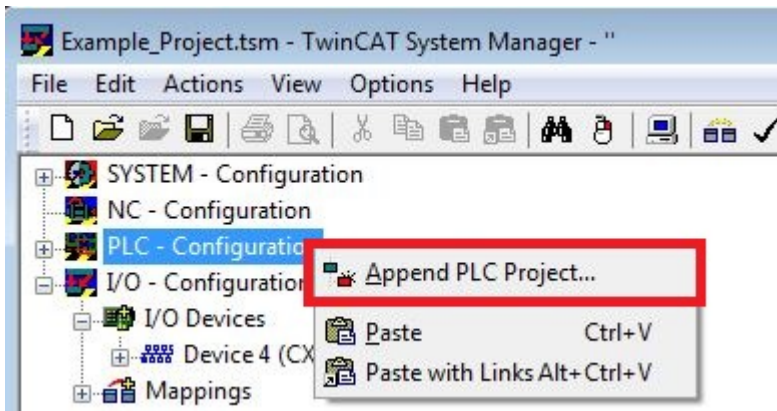 Example_Project.tsm - TwinCAT System Manager - ''
File Edit Actions View Options Help
SYSTEM - Configuration
NC - Configuration
PLC - Configuratio
Append PLC Project...
I/O - Configuration
I/O Devices
Paste Ctrl+V
Device 4 (CX
Paste with Links Alt+Ctrl+V
Mappings